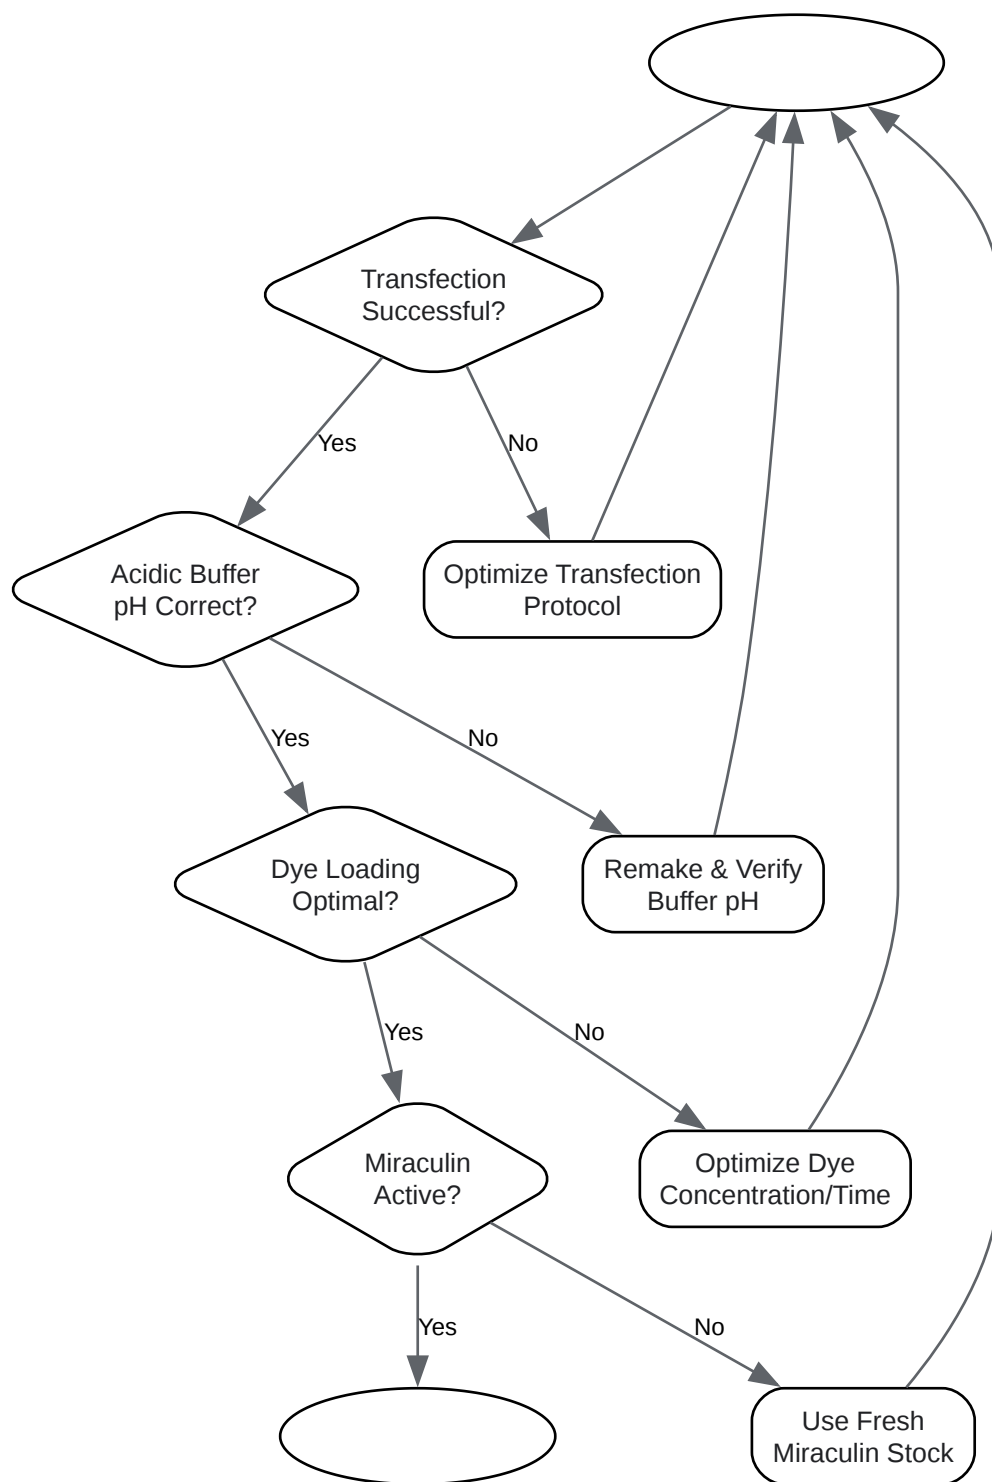 Transfection
Successful?
Yes
No
Acidic Buffer
pH Correct?
Optimize Transfection
Protocol
Yes
No
Dye Loading
Optimal?
Remake & Verify
Buffer pH
Yes
No
Miraculin
Active?
Optimize Dye
Concentration/Time
Yes
No
Use Fresh
Miraculin Stock